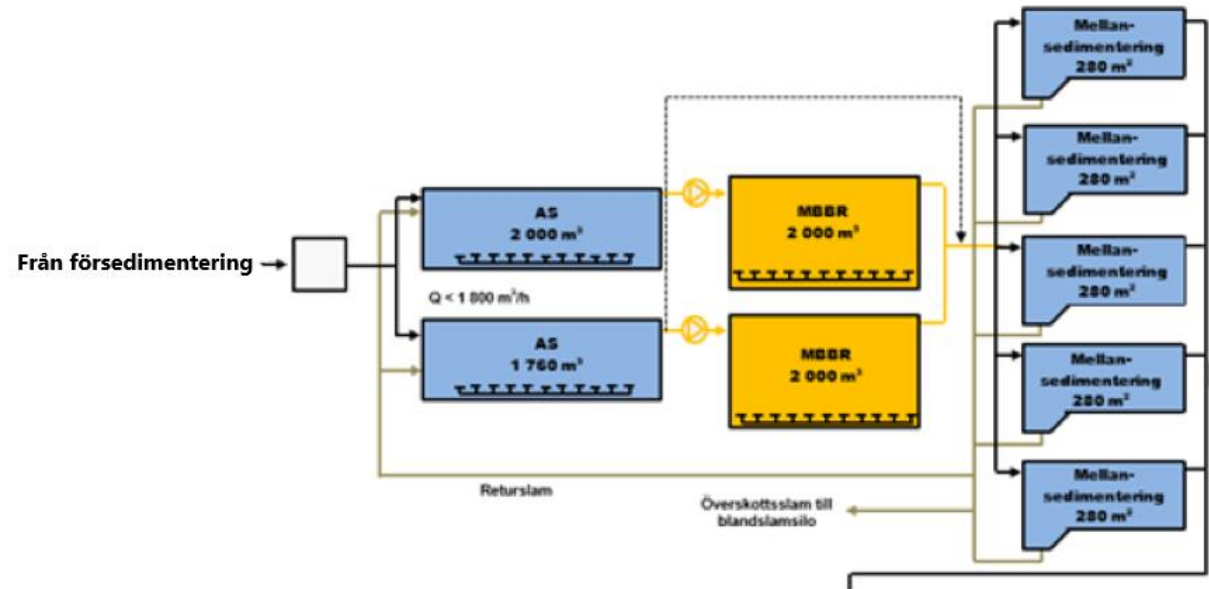 Mellan-
sedimentering
280 m²
Mellan-
sedimentering
280 m²
Mellan-
sedimentering
280 m²
Mellan-
sedimentering
280 m²
Mellan-
sedimentering
280 m²
Från försedimentering
AS
2 000 m³
Q < 1 800 m³/h
AS
1 760 m³
MBBR
2 000 m³
MBBR
2 000 m³
Returslam
Överskottsslam till
blandslamsilo